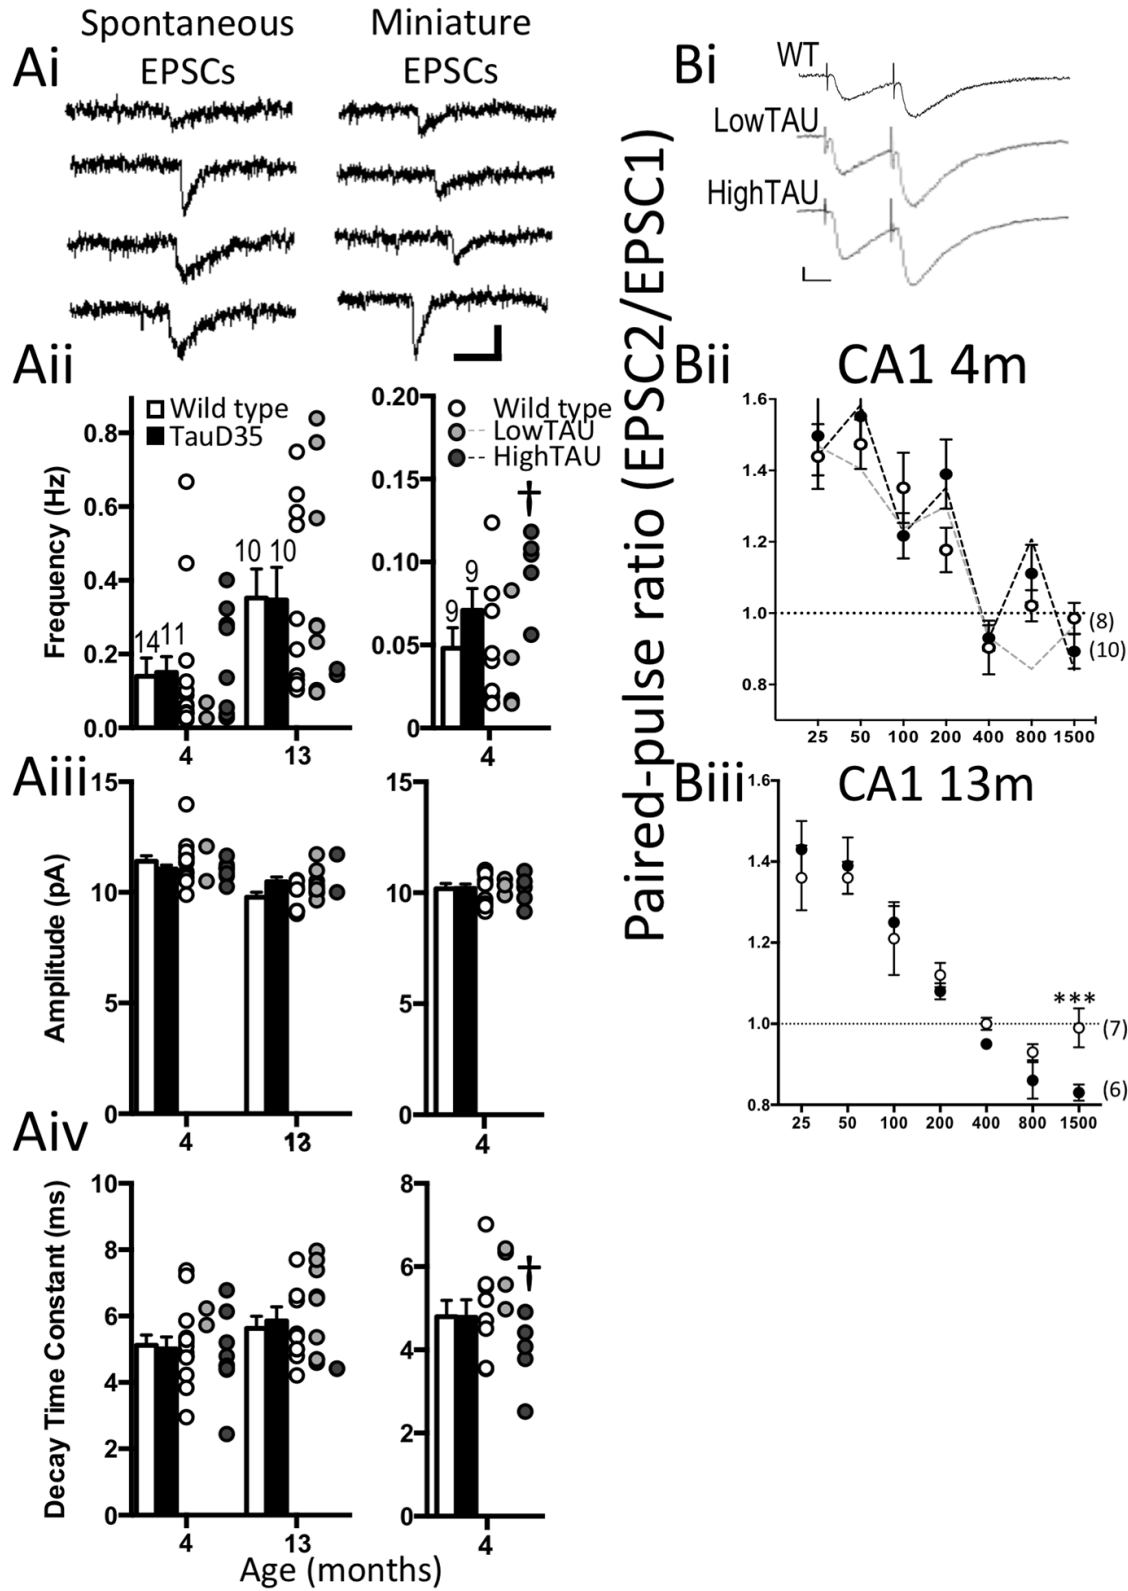 Spontaneous
EPSCs
Miniature
EPSCs
Ai
Bi
WT
LowTAU
HighTAU
Aii
Wild type
TauD35
Frequency (Hz)
0.8
0.6
0.4
0.2
0.0
14
11
10
10
4
13
0.20
0.15
0.10
0.05
0
Wild type
LowTAU
HighTAU
†
9
9
4
Aiii
Amplitude (pA)
15
10
5
0
4
13
15
10
5
0
4
Aiv
Decay Time Constant (ms)
10
8
6
4
2
0
4
13
8
6
4
2
0
†
4
Age (months)
Paired-pulse ratio (EPSC2/EPSC1)
Bii
CA1 4m
1.6
1.4
1.2
1.0
0.8
(8)
(10)
25 50 100 200 400 800 1500
Biii
CA1 13m
1.6
1.4
1.2
1.0
0.8
***
(7)
(6)
25 50 100 200 400 800 1500